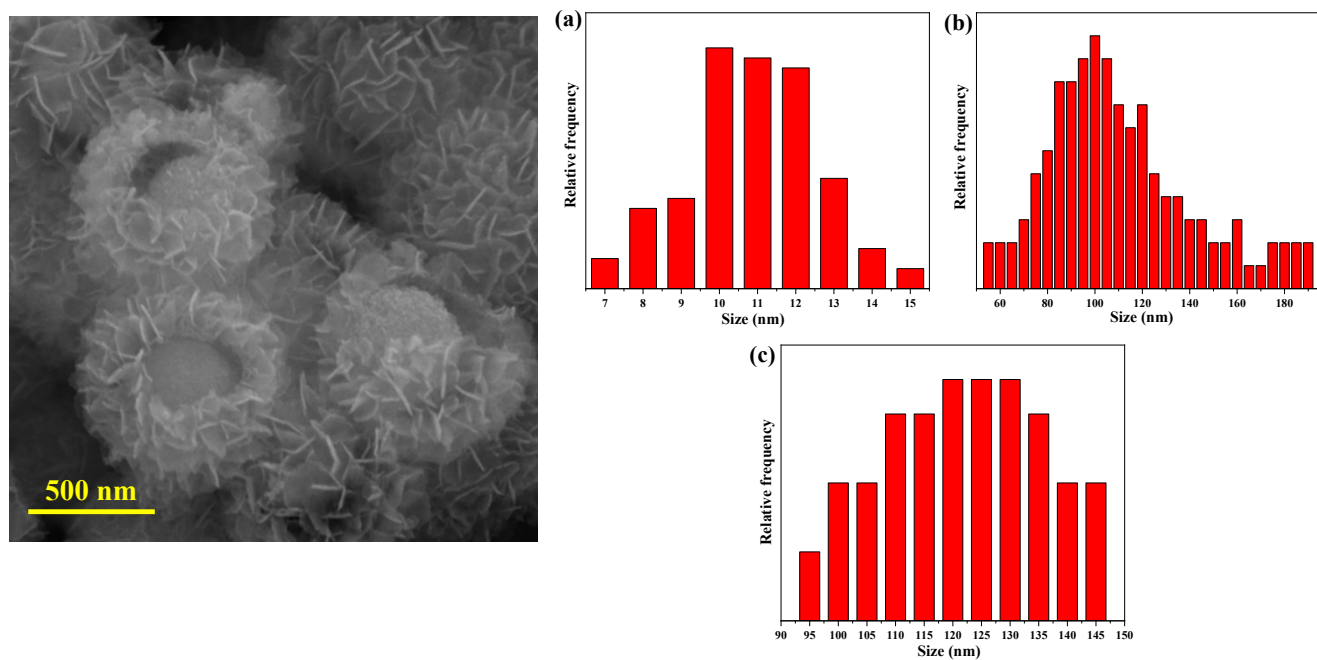 500 nm
(a)
Relative frequency
7 8 9 10 11 12 13 14 15
Size (nm)
(b)
Relative frequency
60 80 100 120 140 160 180
Size (nm)
(c)
Relative frequency
90 95 100 105 110 115 120 125 130 135 140 145 150
Size (nm)